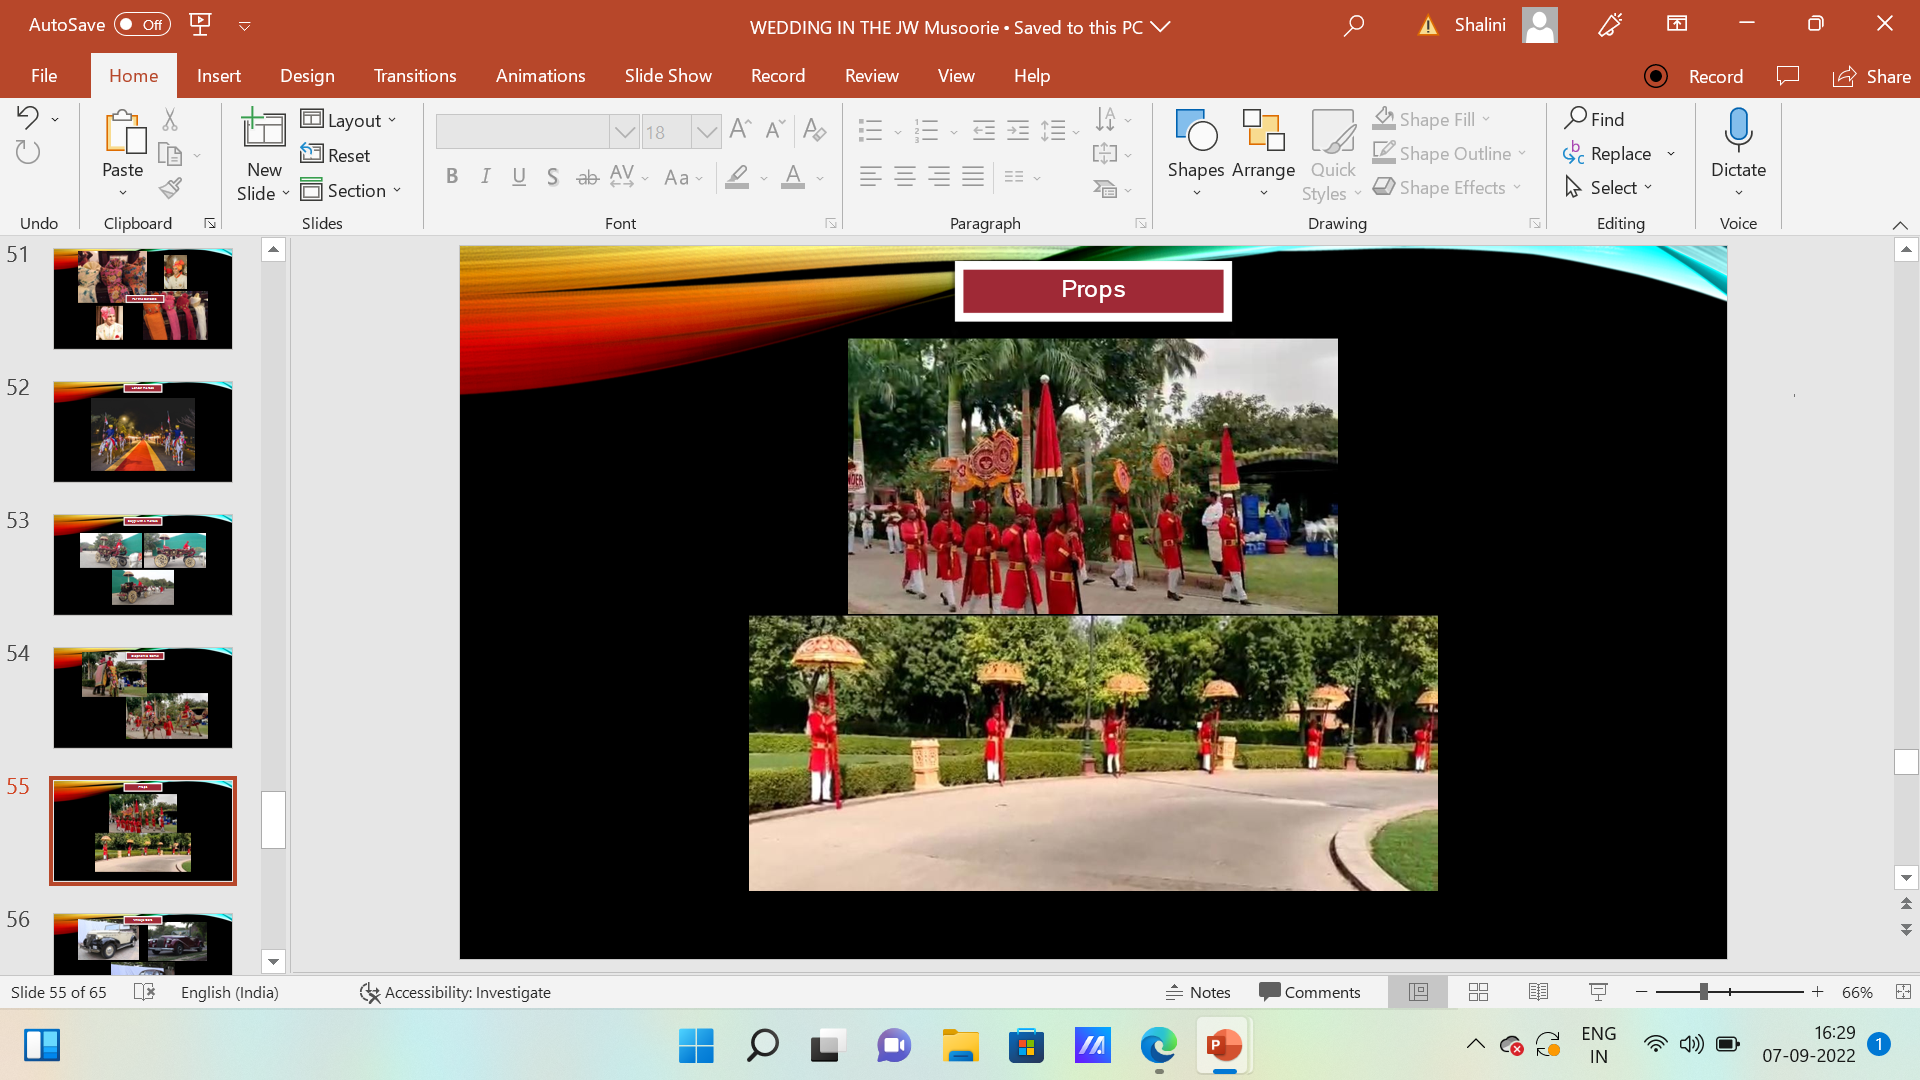 AutoSave Off
WEDDING IN THE JW Musoorie • Saved to this PC
Shalini
File Home Insert Design Transitions Animations Slide Show Record Review View Help
Record Share
Undo
Paste
Clipboard
New Slide
Layout
Reset
Section
Slides
18
B I U S ab AV Aa A
Font
Paragraph
Shapes
Arrange
Quick Styles
Shape Fill
Shape Outline
Shape Effects
Drawing
Find
Replace
Select
Editing
Dictate
Voice
51
52
53
54
55
Props
56
Props
Slide 55 of 65
English (India)
Accessibility: Investigate
Notes
Comments
66%
ENG
IN
16:29
07-09-2022
1